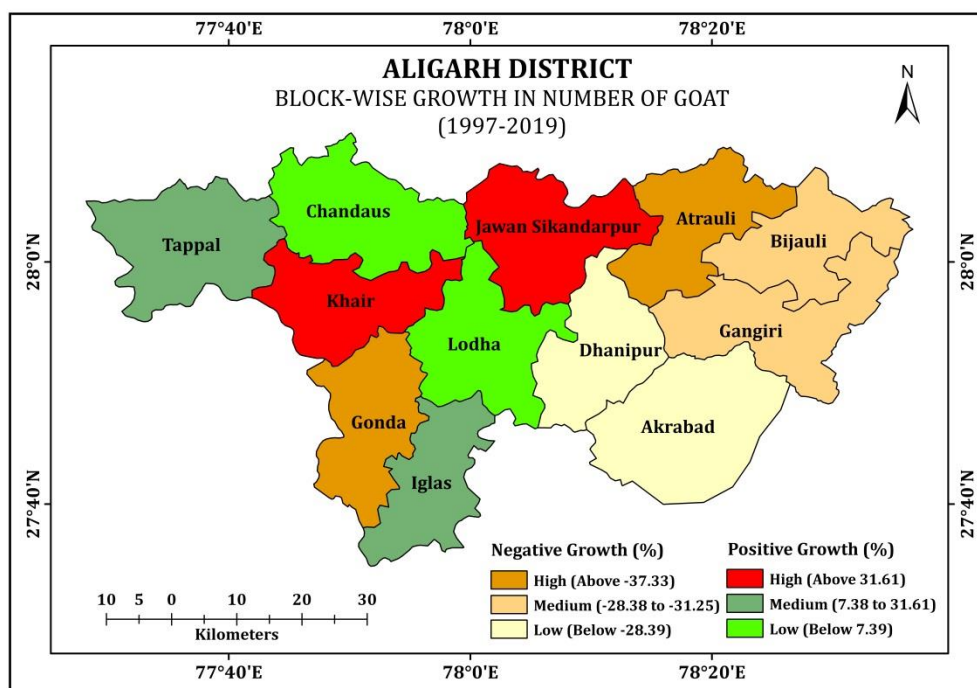 77°40'E 78°0'E 78°20'E
ALIGARH DISTRICT
BLOCK-WISE GROWTH IN NUMBER OF GOAT
(1997-2019)
N
Chandaus
Jawan Sikandarpur
Atrauli
Tappal
Bijauli
28°0'N 28°0'N
Khair
Gangiri
Lodha
Dhanipur
Gonda
Akrabad
Iglas
27°40'N 27°40'N
Negative Growth (%)
High (Above -37.33)
Medium (-28.38 to -31.25)
Low (Below -28.39)
Positive Growth (%)
High (Above 31.61)
Medium (7.38 to 31.61)
Low (Below 7.39)
10 5 0 10 20 30
Kilometers
77°40'E 78°0'E 78°20'E